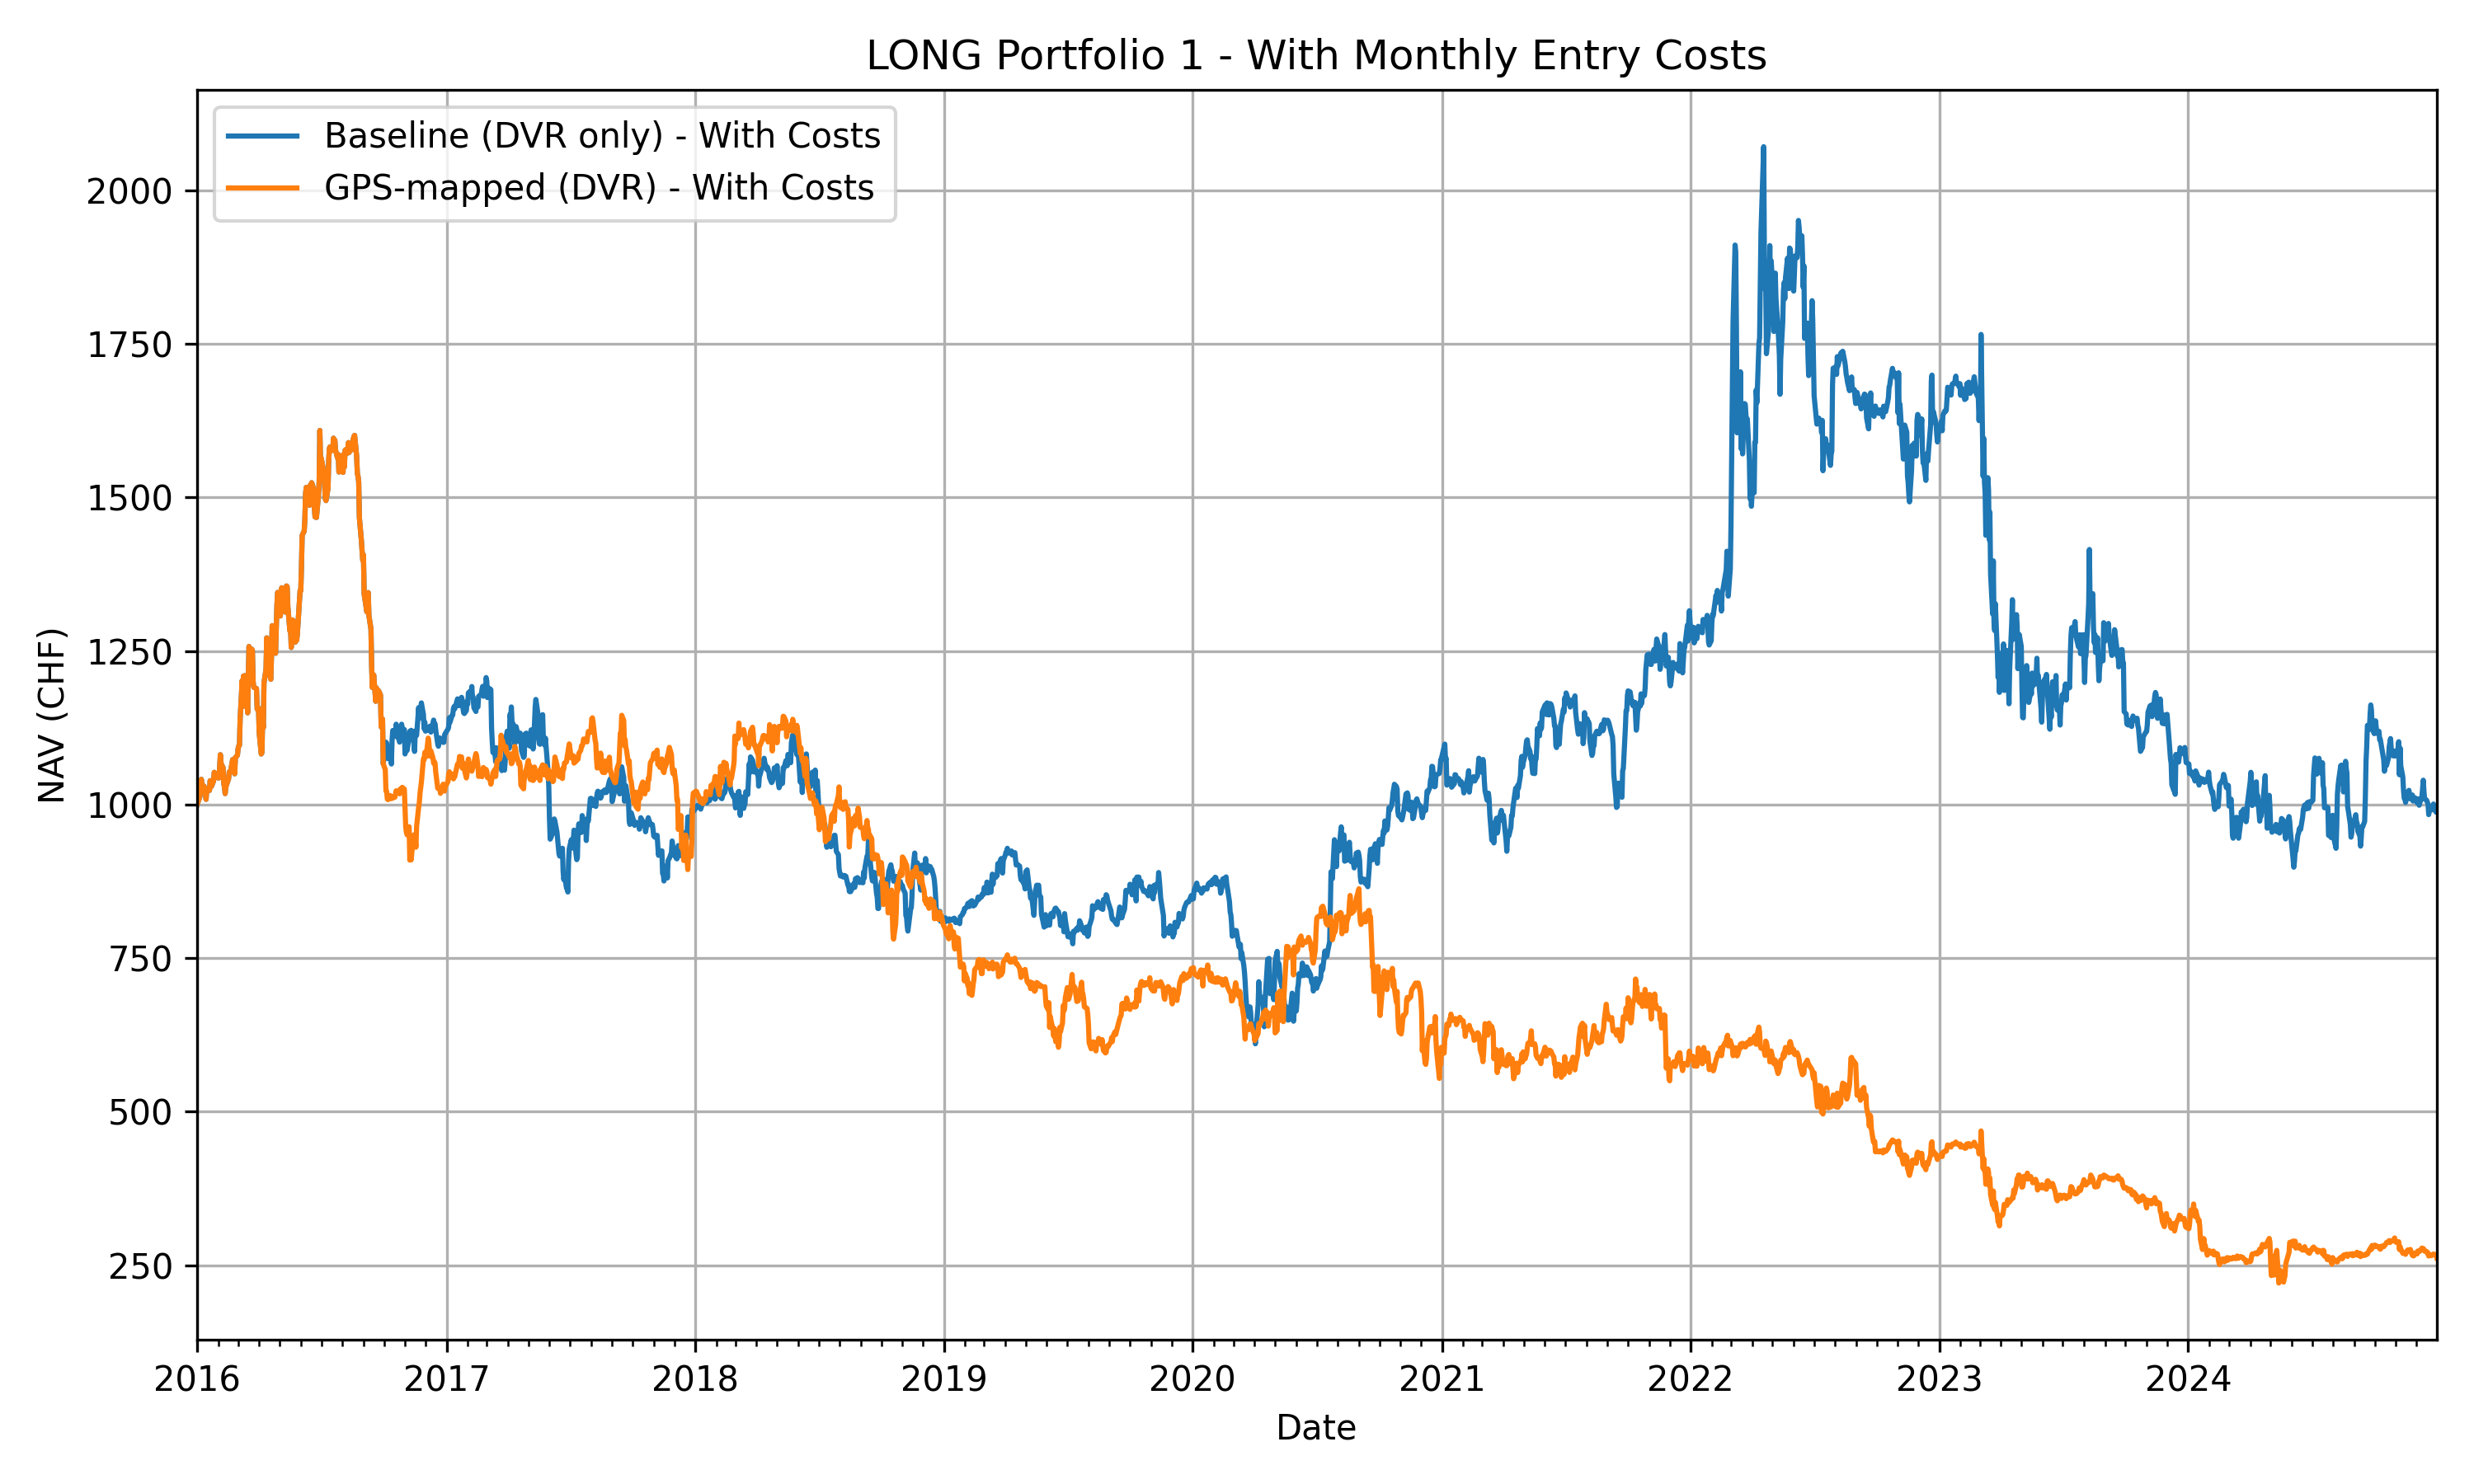 LONG Portfolio 1 - With Monthly Entry Costs
Baseline (DVR only) - With Costs
GPS-mapped (DVR) - With Costs
NAV (CHF)
2000
1750
1500
1250
1000
750
500
250
2016 2017 2018 2019 2020 2021 2022 2023 2024
Date